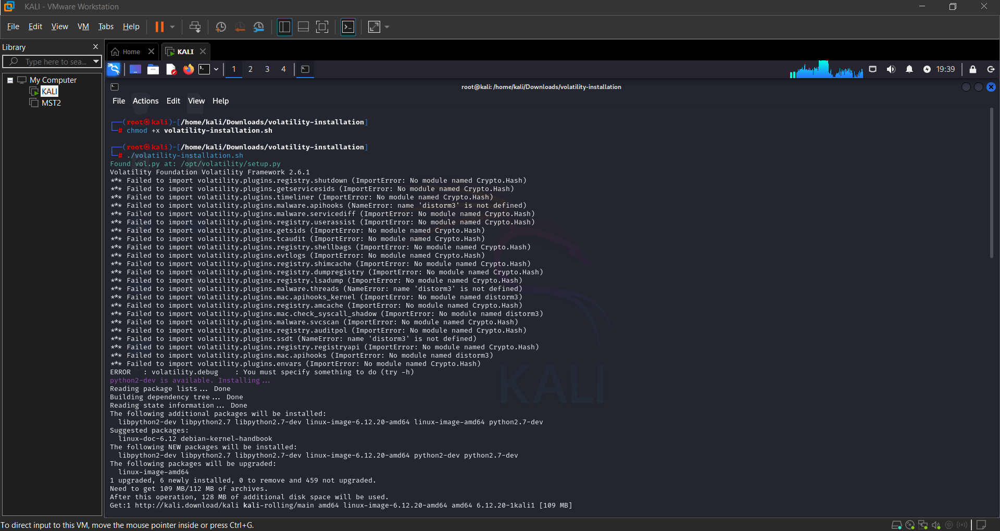 KALI - VMware Workstation
File Edit View VM Tabs Help
Library
Type here to sea...
My Computer
KALI
MST2
Home
KALI
1 2 3 4
19:39
root@kali: /home/kali/Downloads/volatility-installation
File Actions Edit View Help
┌──(root㉿kali)-[/home/kali/Downloads/volatility-installation]
└─# chmod +x volatility-installation.sh
┌──(root㉿kali)-[/home/kali/Downloads/volatility-installation]
└─# ./volatility-installation.sh
Found vol.py at: /opt/volatility/setup.py
Volatility Foundation Volatility Framework 2.6.1
*** Failed to import volatility.plugins.registry.shutdown (ImportError: No module named Crypto.Hash)
*** Failed to import volatility.plugins.getservicesids (ImportError: No module named Crypto.Hash)
*** Failed to import volatility.plugins.timeliner (ImportError: No module named Crypto.Hash)
*** Failed to import volatility.plugins.malware.apihooks (NameError: name 'distorm3' is not defined)
*** Failed to import volatility.plugins.malware.servicediff (ImportError: No module named Crypto.Hash)
*** Failed to import volatility.plugins.registry.userassist (ImportError: No module named Crypto.Hash)
*** Failed to import volatility.plugins.getsids (ImportError: No module named Crypto.Hash)
*** Failed to import volatility.plugins.tcaudit (ImportError: No module named Crypto.Hash)
*** Failed to import volatility.plugins.registry.shellbags (ImportError: No module named Crypto.Hash)
*** Failed to import volatility.plugins.evtlogs (ImportError: No module named Crypto.Hash)
*** Failed to import volatility.plugins.registry.shimcache (ImportError: No module named Crypto.Hash)
*** Failed to import volatility.plugins.registry.dumpregistry (ImportError: No module named Crypto.Hash)
*** Failed to import volatility.plugins.registry.lsadump (ImportError: No module named Crypto.Hash)
*** Failed to import volatility.plugins.malware.threads (NameError: name 'distorm3' is not defined)
*** Failed to import volatility.plugins.mac.apihooks_kernel (ImportError: No module named distorm3)
*** Failed to import volatility.plugins.registry.amcache (ImportError: No module named Crypto.Hash)
*** Failed to import volatility.plugins.mac.check_syscall_shadow (ImportError: No module named distorm3)
*** Failed to import volatility.plugins.malware.svcscan (ImportError: No module named Crypto.Hash)
*** Failed to import volatility.plugins.registry.auditpol (ImportError: No module named Crypto.Hash)
*** Failed to import volatility.plugins.ssdt (NameError: name 'distorm3' is not defined)
*** Failed to import volatility.plugins.registry.registryapi (ImportError: No module named Crypto.Hash)
*** Failed to import volatility.plugins.mac.apihooks (ImportError: No module named distorm3)
*** Failed to import volatility.plugins.envars (ImportError: No module named Crypto.Hash)
ERROR   : volatility.debug    : You must specify something to do (try -h)
python2-dev is available. Installing...
Reading package lists... Done
Building dependency tree... Done
Reading state information... Done
The following additional packages will be installed:
libpython2-dev libpython2.7 libpython2.7-dev linux-image-6.12.20-amd64 linux-image-amd64 python2.7-dev
Suggested packages:
linux-doc-6.12 debian-kernel-handbook
The following NEW packages will be installed:
libpython2-dev libpython2.7 libpython2.7-dev linux-image-6.12.20-amd64 python2-dev python2.7-dev
The following packages will be upgraded:
linux-image-amd64
1 upgraded, 6 newly installed, 0 to remove and 459 not upgraded.
Need to get 109 MB/112 MB of archives.
After this operation, 128 MB of additional disk space will be used.
Get:1 http://kali.download/kali kali-rolling/main amd64 linux-image-6.12.20-amd64 amd64 6.12.20-1kali1 [109 MB]
KALI
To direct input to this VM, move the mouse pointer inside or press Ctrl+G.